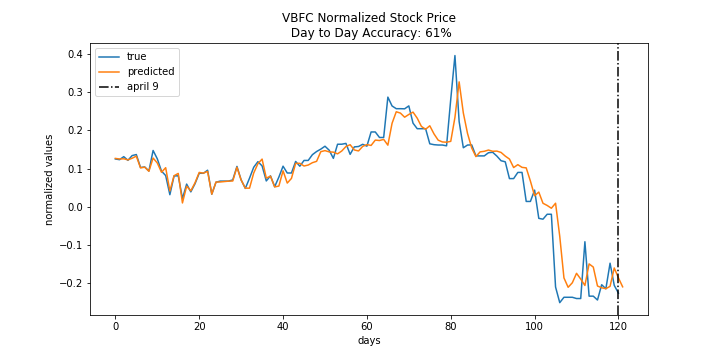 VBFC Normalized Stock Price
Day to Day Accuracy: 61%
true
predicted
april 9
normalized values
0.4
0.3
0.2
0.1
0.0
−0.1
−0.2
0
20
40
60
80
100
120
days